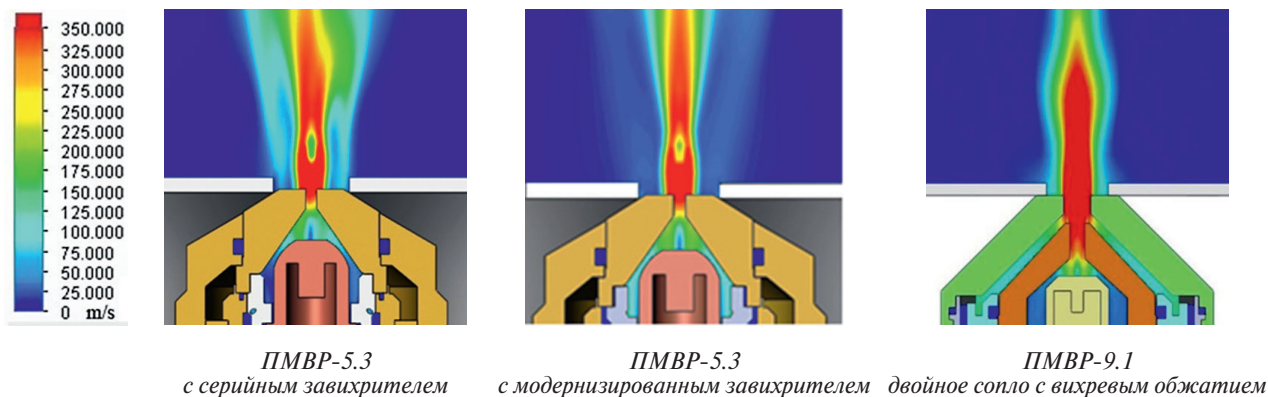 350.000
325.000
300.000
275.000
250.000
225.000
200.000
175.000
150.000
125.000
100.000
75.000
50.000
25.000
0 m/s
ПМВР-5.3
с серийным завихрителем
ПМВР-5.3
с модернизированным завихрителем
ПМВР-9.1
двойное сопло с вихревым обжатием